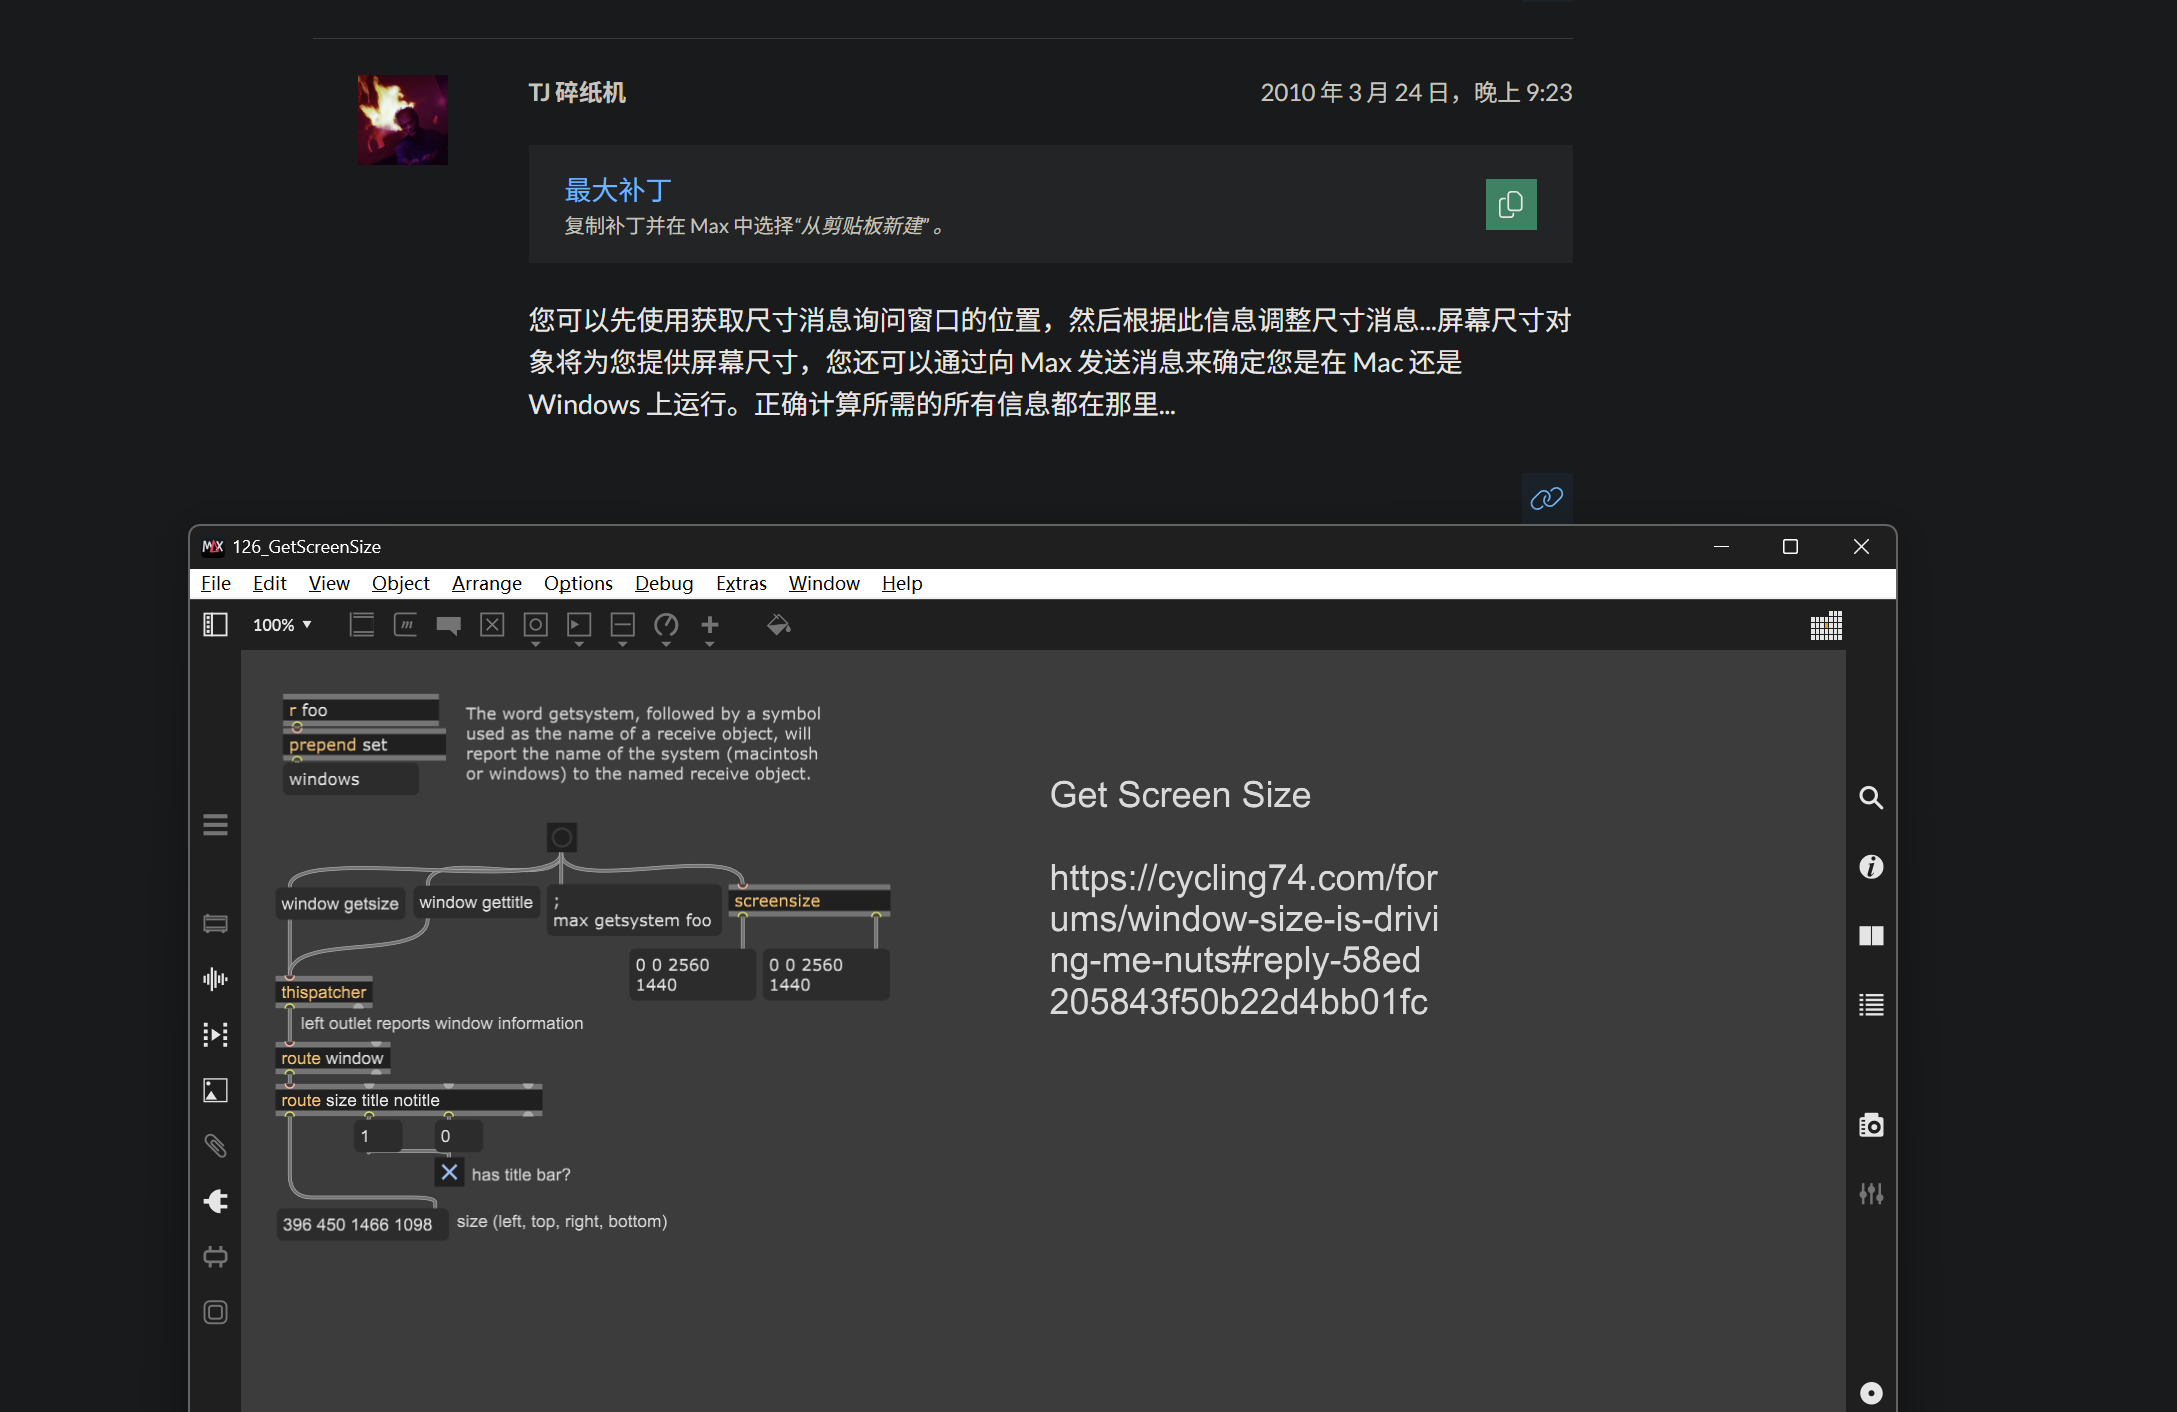 TJ 碎纸机
2010 年 3 月 24 日，晚上 9:23
最大补丁
复制补丁并在 Max 中选择“从剪贴板新建” 。
您可以先使用获取尺寸消息询问窗口的位置，然后根据此信息调整尺寸消息...屏幕尺寸对
象将为您提供屏幕尺寸，您还可以通过向 Max 发送消息来确定您是在 Mac 还是
Windows 上运行。正确计算所需的所有信息都在那里...
MAX 126_GetScreenSize
File Edit View Object Arrange Options Debug Extras Window Help
100%
m
r foo
prepend set
windows
The word getsystem, followed by a symbol
used as the name of a receive object, will
report the name of the system (macintosh
or windows) to the named receive object.
window getsize
window gettitle
;
max getsystem foo
screensize
0 0 2560
1440
0 0 2560
1440
thispatcher
left outlet reports window information
route window
route size title notitle
1
0
has title bar?
396 450 1466 1098
size (left, top, right, bottom)
Get Screen Size
https://cycling74.com/for
ums/window-size-is-drivi
ng-me-nuts#reply-58ed
205843f50b22d4bb01fc